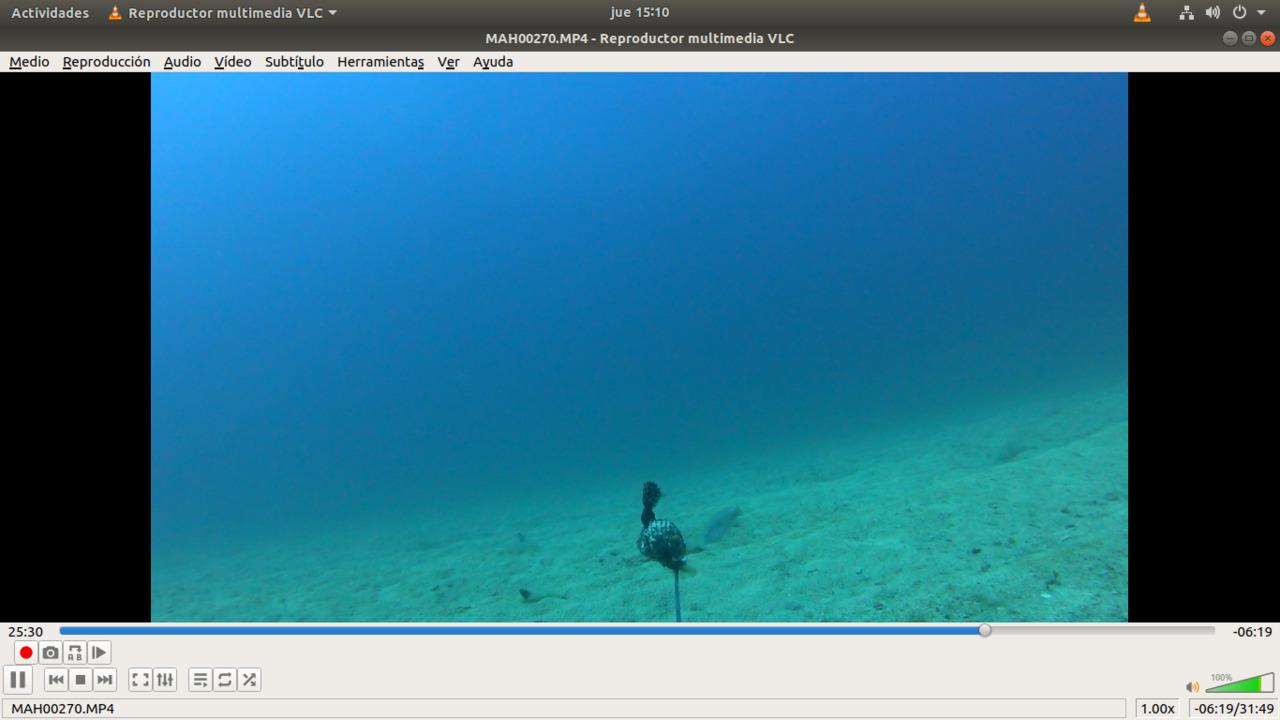 Actividades Reproductor multimedia VLC jue 15:10
MAH00270.MP4 - Reproductor multimedia VLC
Medio Reproducción Audio Vídeo Subtítulo Herramientas Ver Ayuda
25:30 -06:19
A B
100%
MAH00270.MP4 1.00x -06:19/31:49